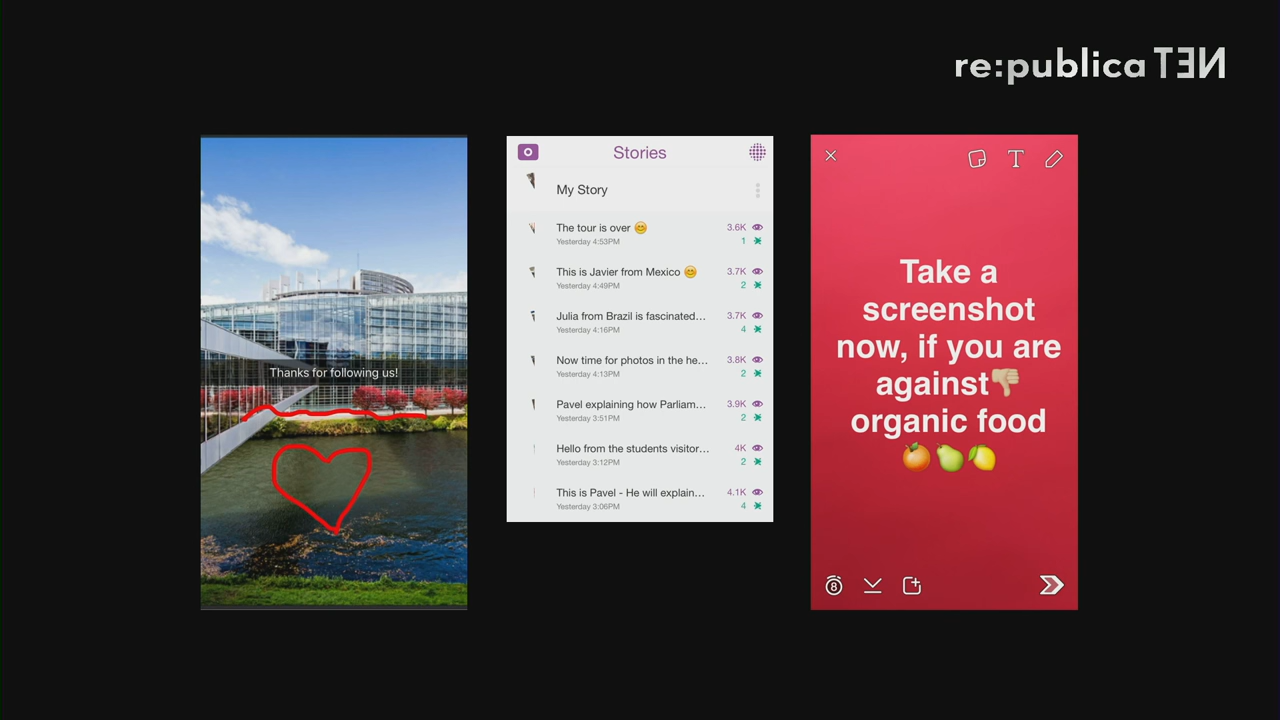 re:publica TEN
Thanks for following us!
Stories
My Story
The tour is over 😊
3.6K
Yesterday 4:53PM
1
This is Javier from Mexico 😊
3.7K
Yesterday 4:49PM
2
Julia from Brazil is fascinated...
3.7K
Yesterday 4:16PM
4
Now time for photos in the he...
3.8K
Yesterday 4:13PM
2
Pavel explaining how Parliam...
3.9K
Yesterday 3:51PM
2
Hello from the students visitor...
4K
Yesterday 3:12PM
2
This is Pavel - He will explain...
4.1K
Yesterday 3:06PM
4
T
Take a
screenshot
now, if you are
against👎🏼
organic food
🍊🍐🍋
8